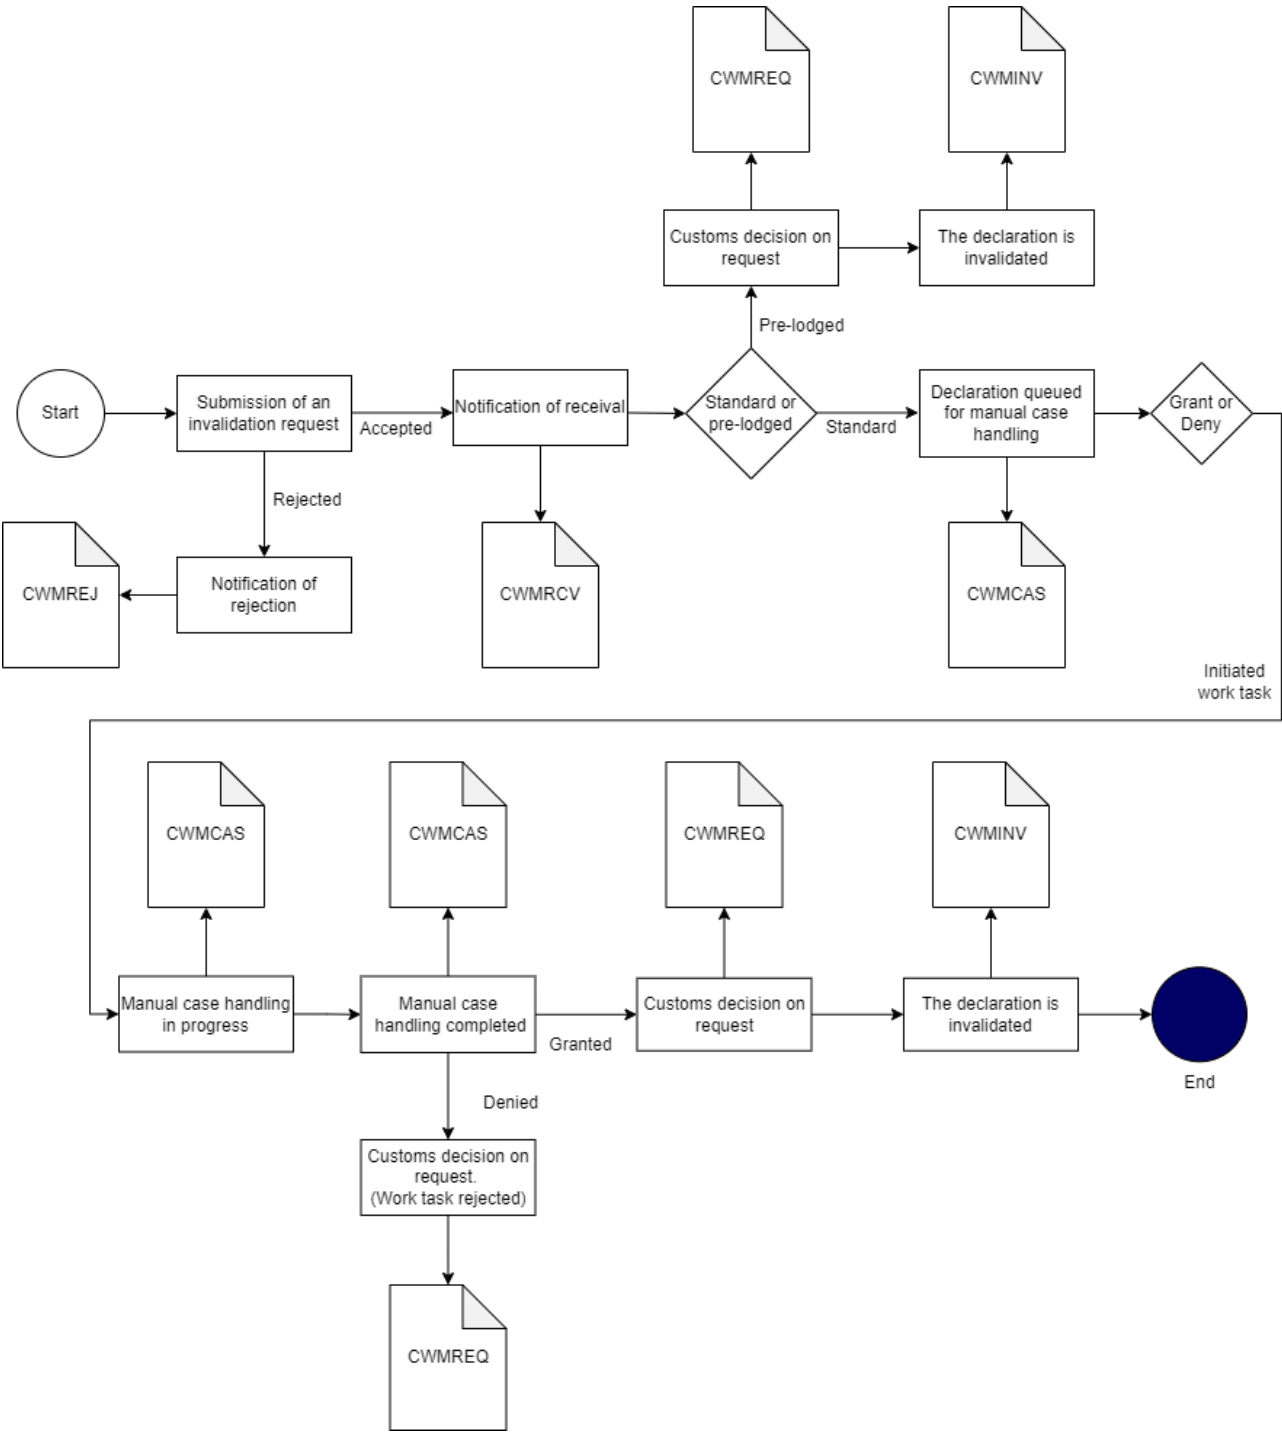 CWMREQ
CWMINV
Customs decision on
request
The declaration is
invalidated
Pre-lodged
Start
Submission of an
invalidation request
Accepted
Notification of receival
Standard or
pre-lodged
Standard
Declaration queued
for manual case
handling
Grant or
Deny
Rejected
CWMREJ
Notification of
rejection
CWMRCV
CWMCAS
Initiated
work task
CWMCAS
CWMCAS
CWMREQ
CWMINV
Manual case handling
in progress
Manual case
handling completed
Granted
Customs decision on
request
The declaration is
invalidated
End
Denied
Customs decision on
request.
(Work task rejected)
CWMREQ